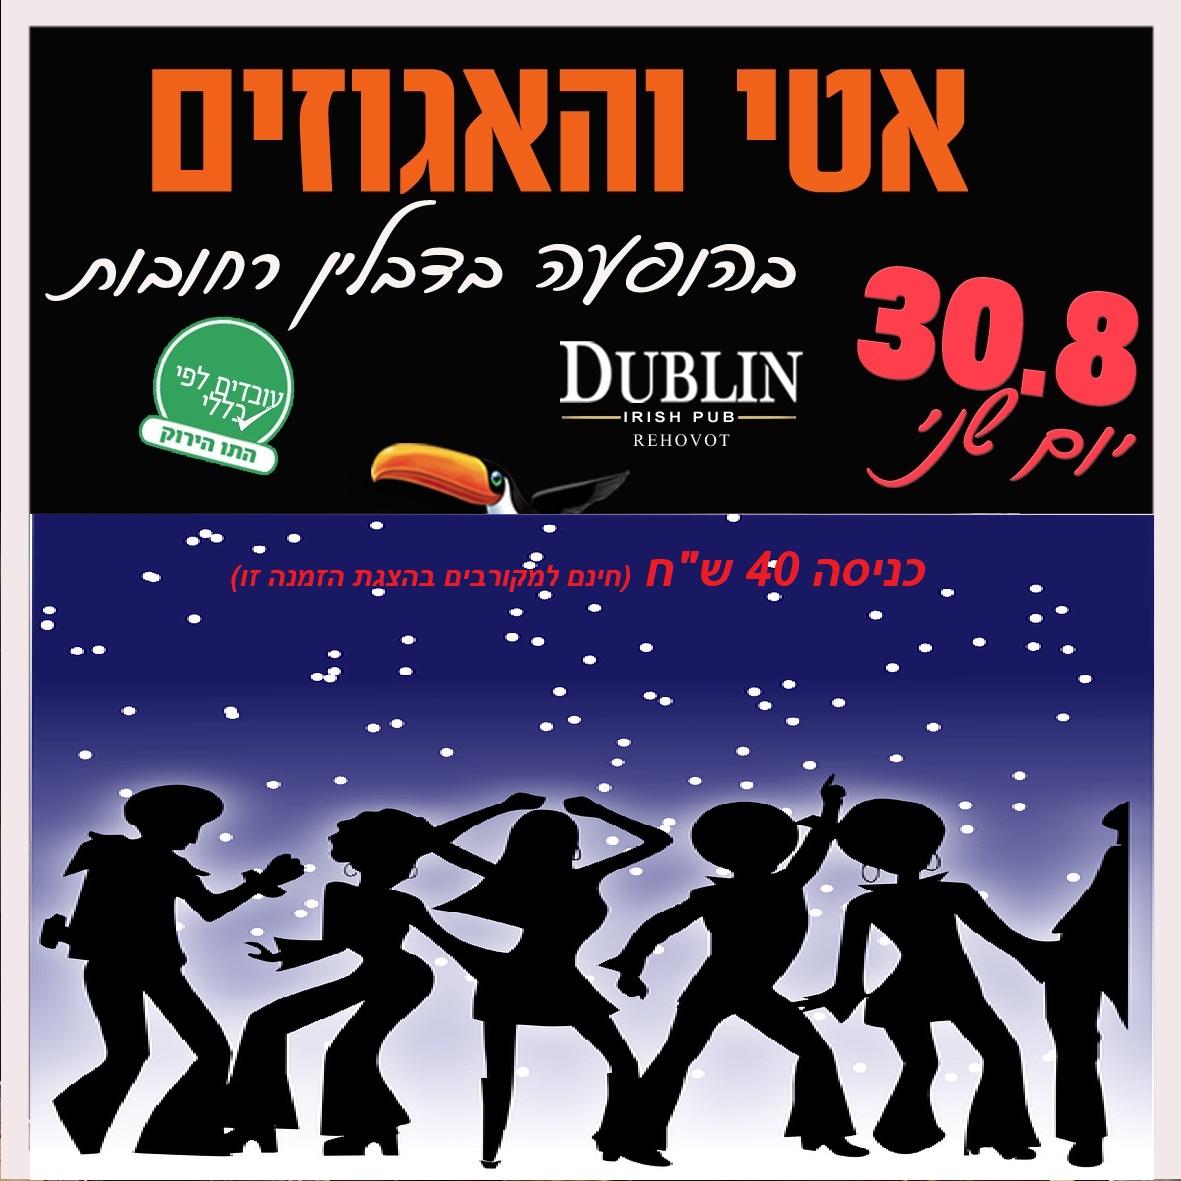 אטי והאגוזים
בהופעה בדבלין רחובות
30.8
יום שני
עובדים לפי
כללי
התו הירוק
DUBLIN
IRISH PUB
REHOVOT
כניסה 40 ש"ח (חינם למקורבים בהצגת הזמנה זו)